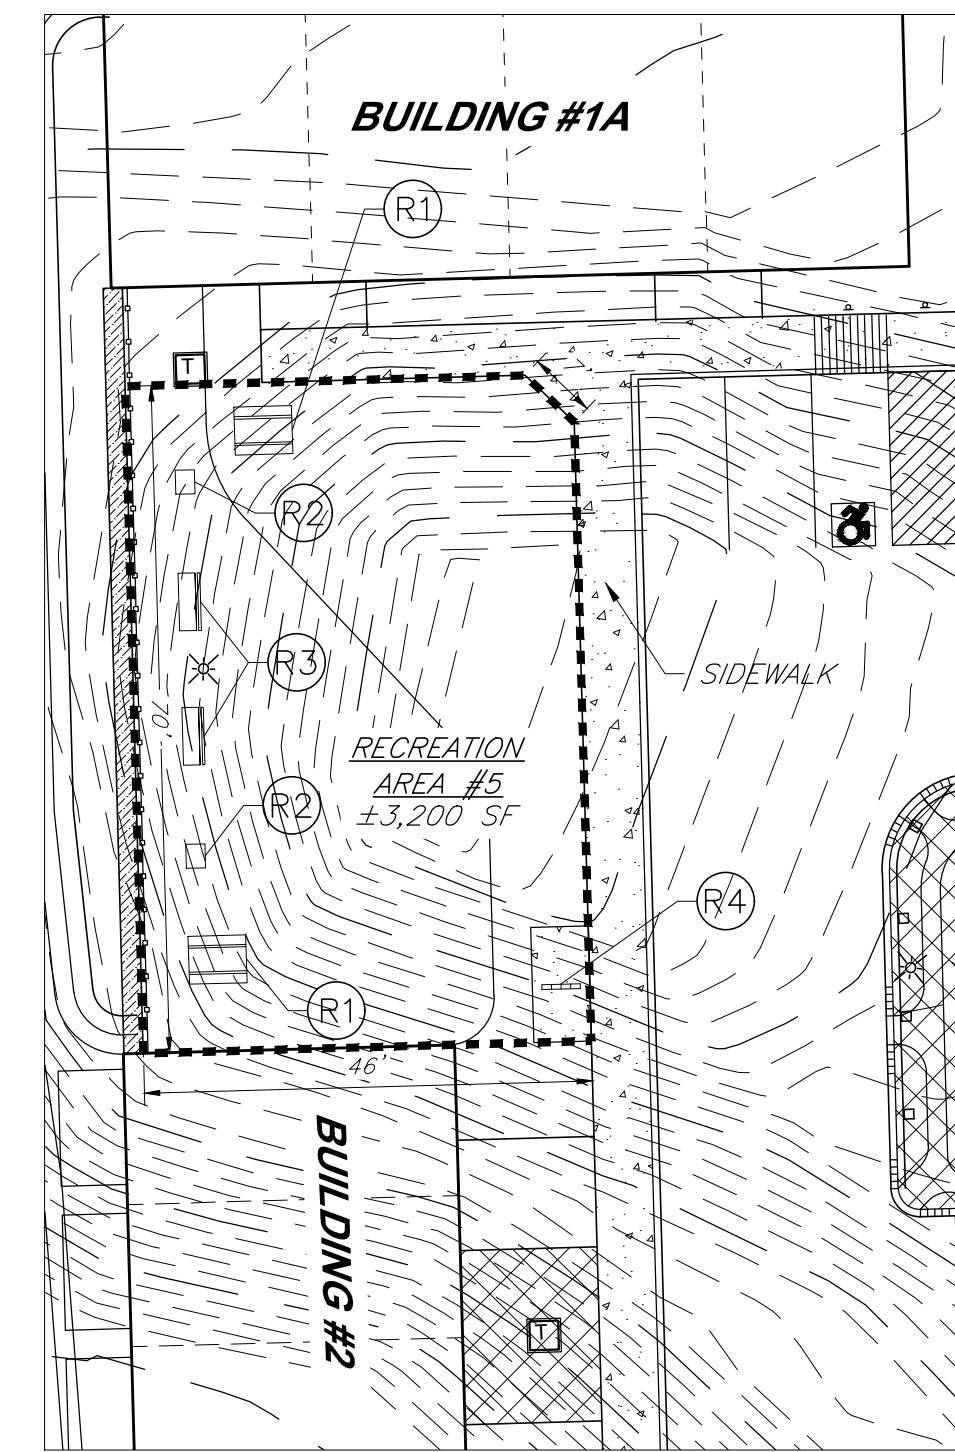 BUILDING #1A
R1
T
R2
R3
SIDEWALK
70'
RECREATION
AREA #5
±3,200 SF
R2
R4
R1
46'
BUILDING #2
T